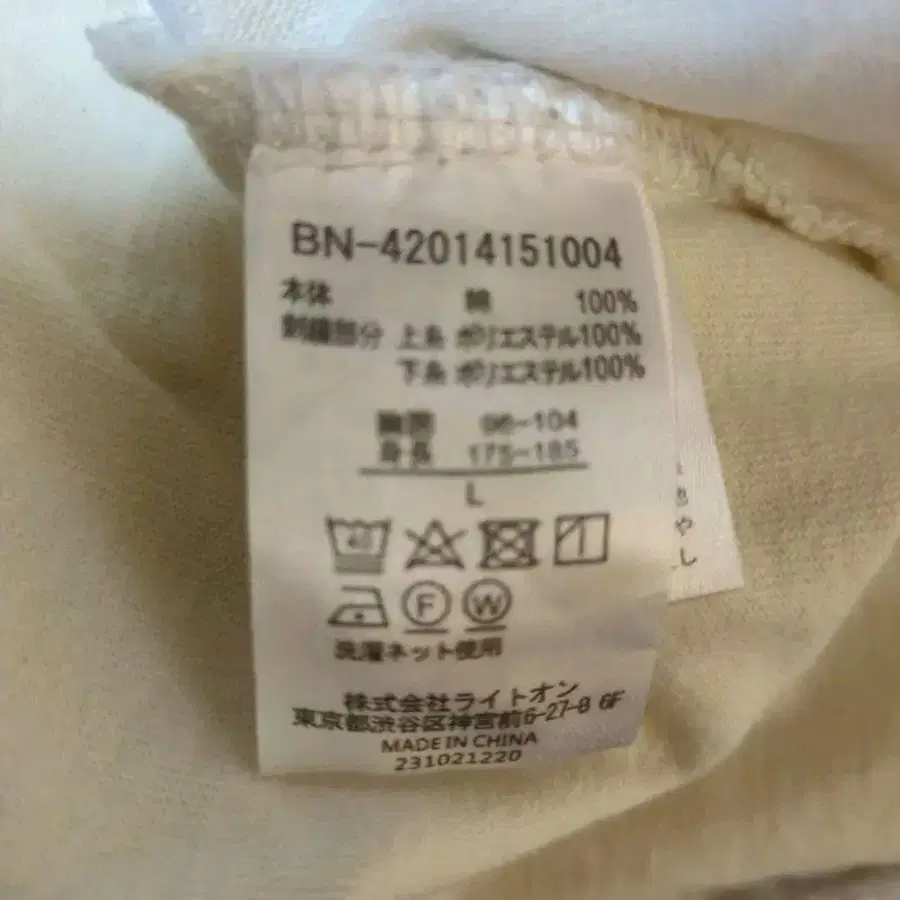 BN-42014151004
本体 綿 100%
刺繍部分 上糸 ポリエステル100%
下糸 ポリエステル100%
胸囲 96-104
身長 175-185
L
F W
洗濯ネット使用
株式会社ライトオン
東京都渋谷区神宮前6-27-8 6F
MADE IN CHINA
231021220